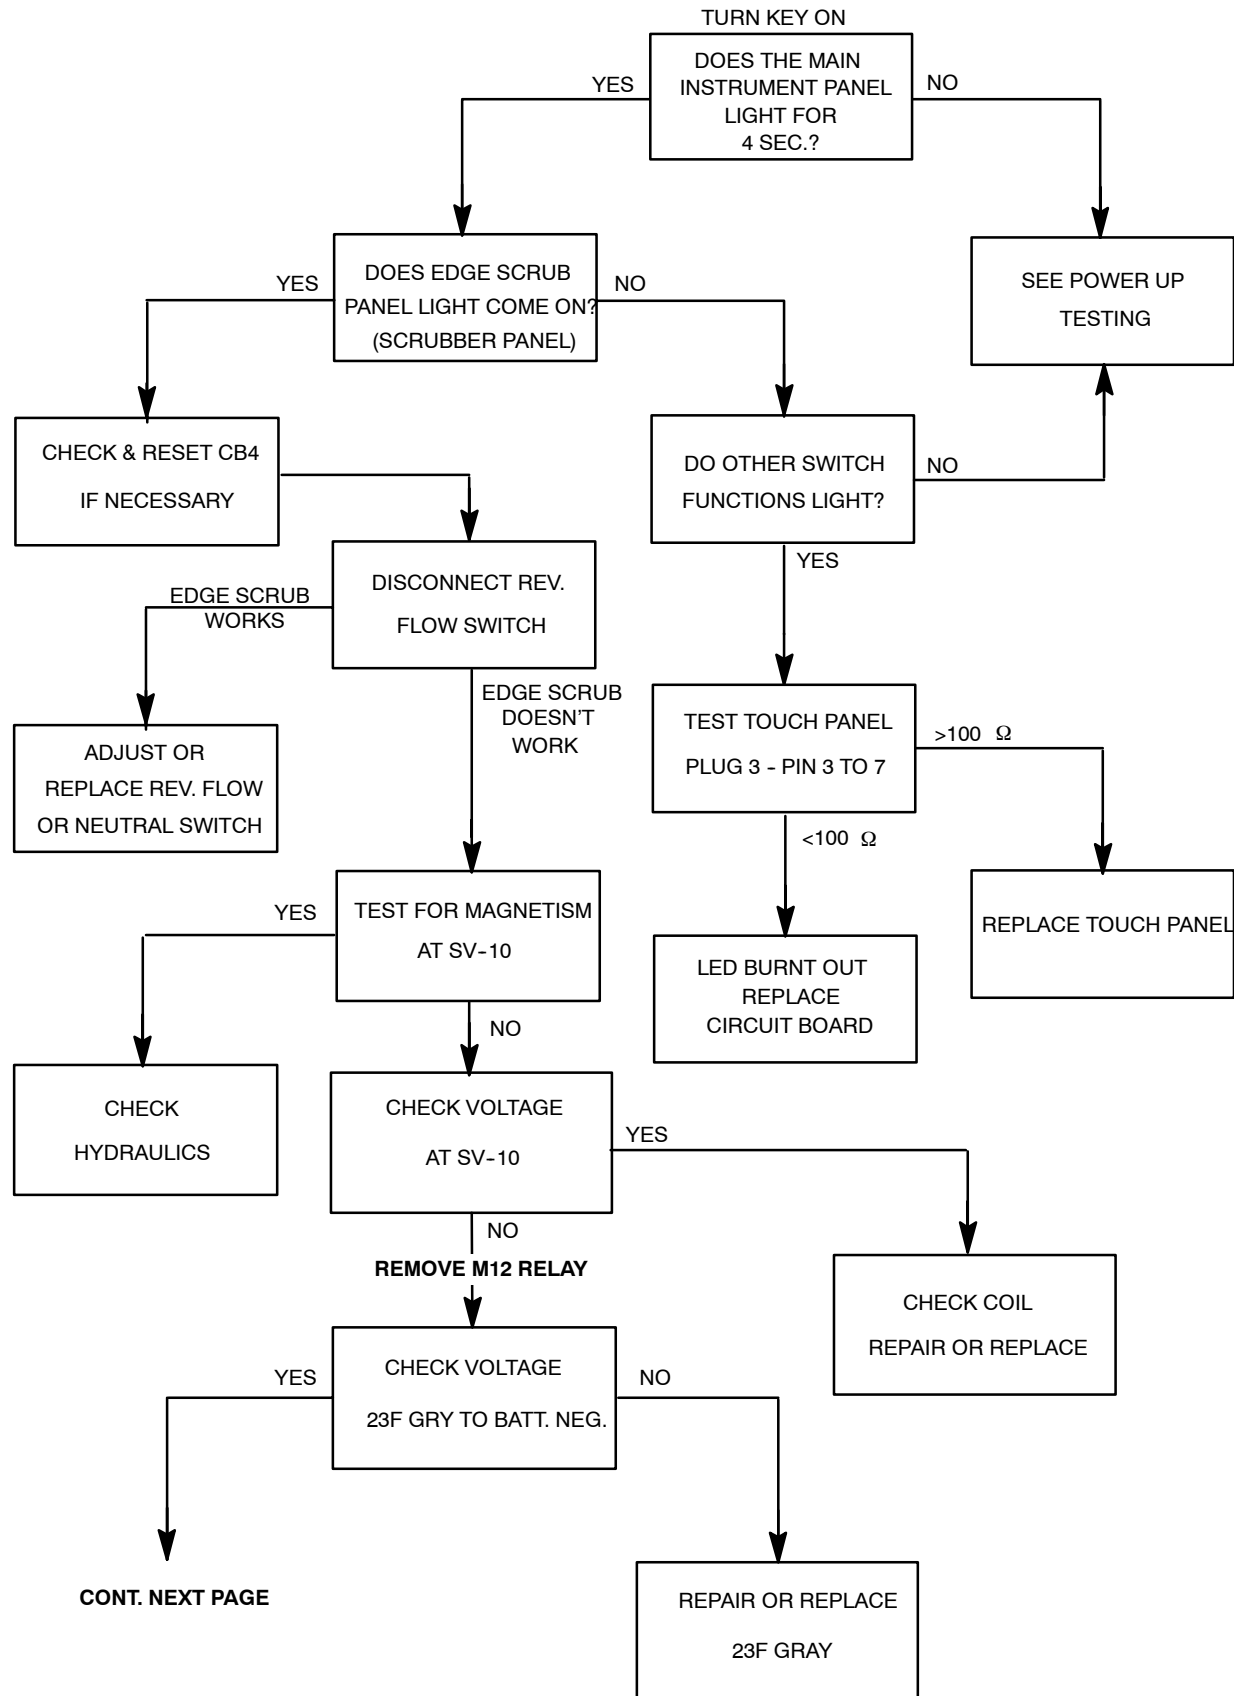 TURN KEY ON
DOES THE MAIN
INSTRUMENT PANEL
LIGHT FOR
4 SEC.?
YES
NO
DOES EDGE SCRUB
PANEL LIGHT COME ON?
(SCRUBBER PANEL)
YES
NO
SEE POWER UP
TESTING
CHECK & RESET CB4
IF NECESSARY
DO OTHER SWITCH
FUNCTIONS LIGHT?
NO
YES
DISCONNECT REV.
FLOW SWITCH
EDGE SCRUB
WORKS
EDGE SCRUB
DOESN'T
WORK
ADJUST OR
REPLACE REV. FLOW
OR NEUTRAL SWITCH
TEST TOUCH PANEL
PLUG 3 - PIN 3 TO 7
>100 Ω
<100 Ω
TEST FOR MAGNETISM
AT SV-10
YES
NO
REPLACE TOUCH PANEL
LED BURNT OUT
REPLACE
CIRCUIT BOARD
CHECK
HYDRAULICS
CHECK VOLTAGE
AT SV-10
YES
NO
REMOVE M12 RELAY
CHECK COIL
REPAIR OR REPLACE
CHECK VOLTAGE
23F GRY TO BATT. NEG.
YES
NO
CONT. NEXT PAGE
REPAIR OR REPLACE
23F GRAY